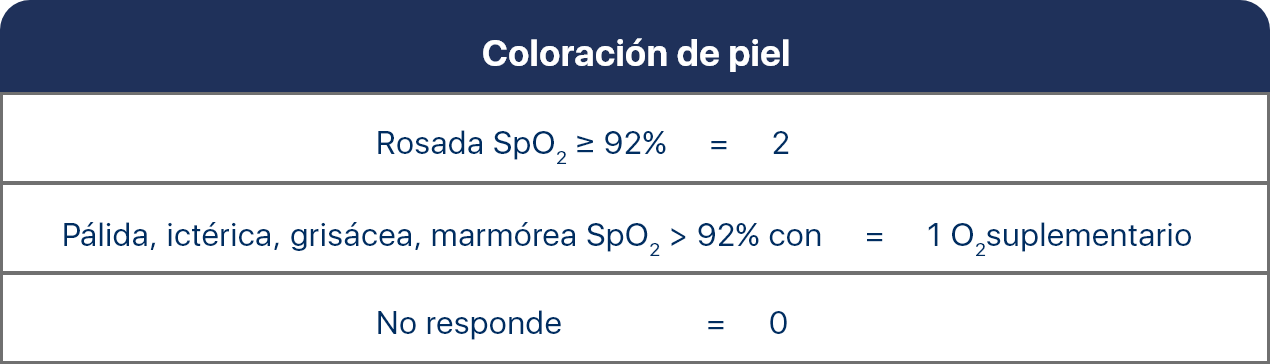 Coloración de piel
Rosada SpO₂ ≥ 92% = 2
Pálida, ictérica, grisácea, marmórea SpO₂ > 92% con = 1 O₂suplementario
No responde = 0